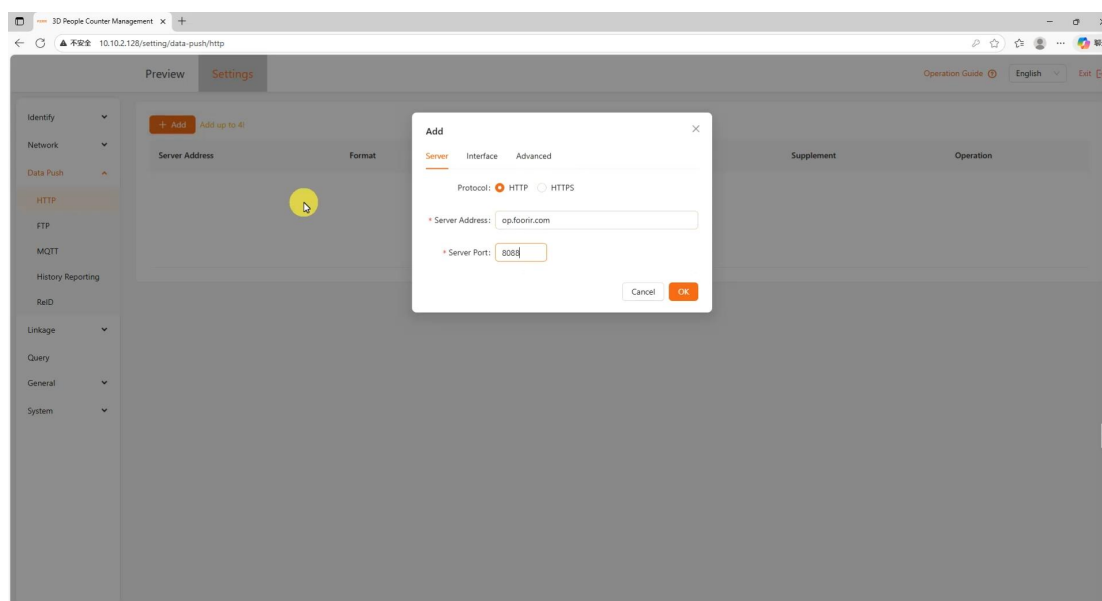 3D People Counter Management
不安全 10.10.2.128/setting/data-push/http
Preview Settings
Operation Guide English Exit
Identify
Network
Data Push
HTTP
FTP
MQTT
History Reporting
ReID
Linkage
Query
General
System
+ Add Add up to 4!
Server Address Format Supplement Operation
Add
Server Interface Advanced
Protocol: HTTP HTTPS
* Server Address: op.foorir.com
* Server Port: 8088
Cancel OK